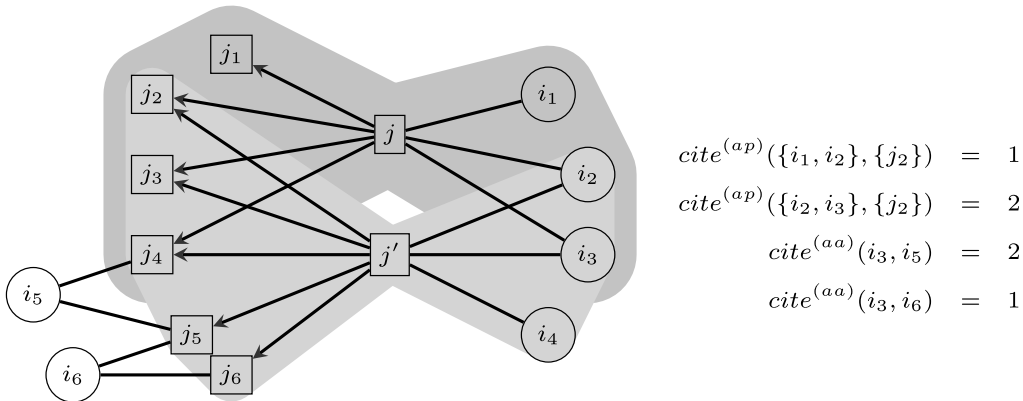 j₁
j₂
i₁
j
j₃
i₂
j₄
j′
i₃
i₅
j₅
i₄
i₆
j₆
cite⁽ᵃᵖ⁾({i₁, i₂}, {j₂}) = 1
cite⁽ᵃᵖ⁾({i₂, i₃}, {j₂}) = 2
cite⁽ᵃᵃ⁾(i₃, i₅) = 2
cite⁽ᵃᵃ⁾(i₃, i₆) = 1